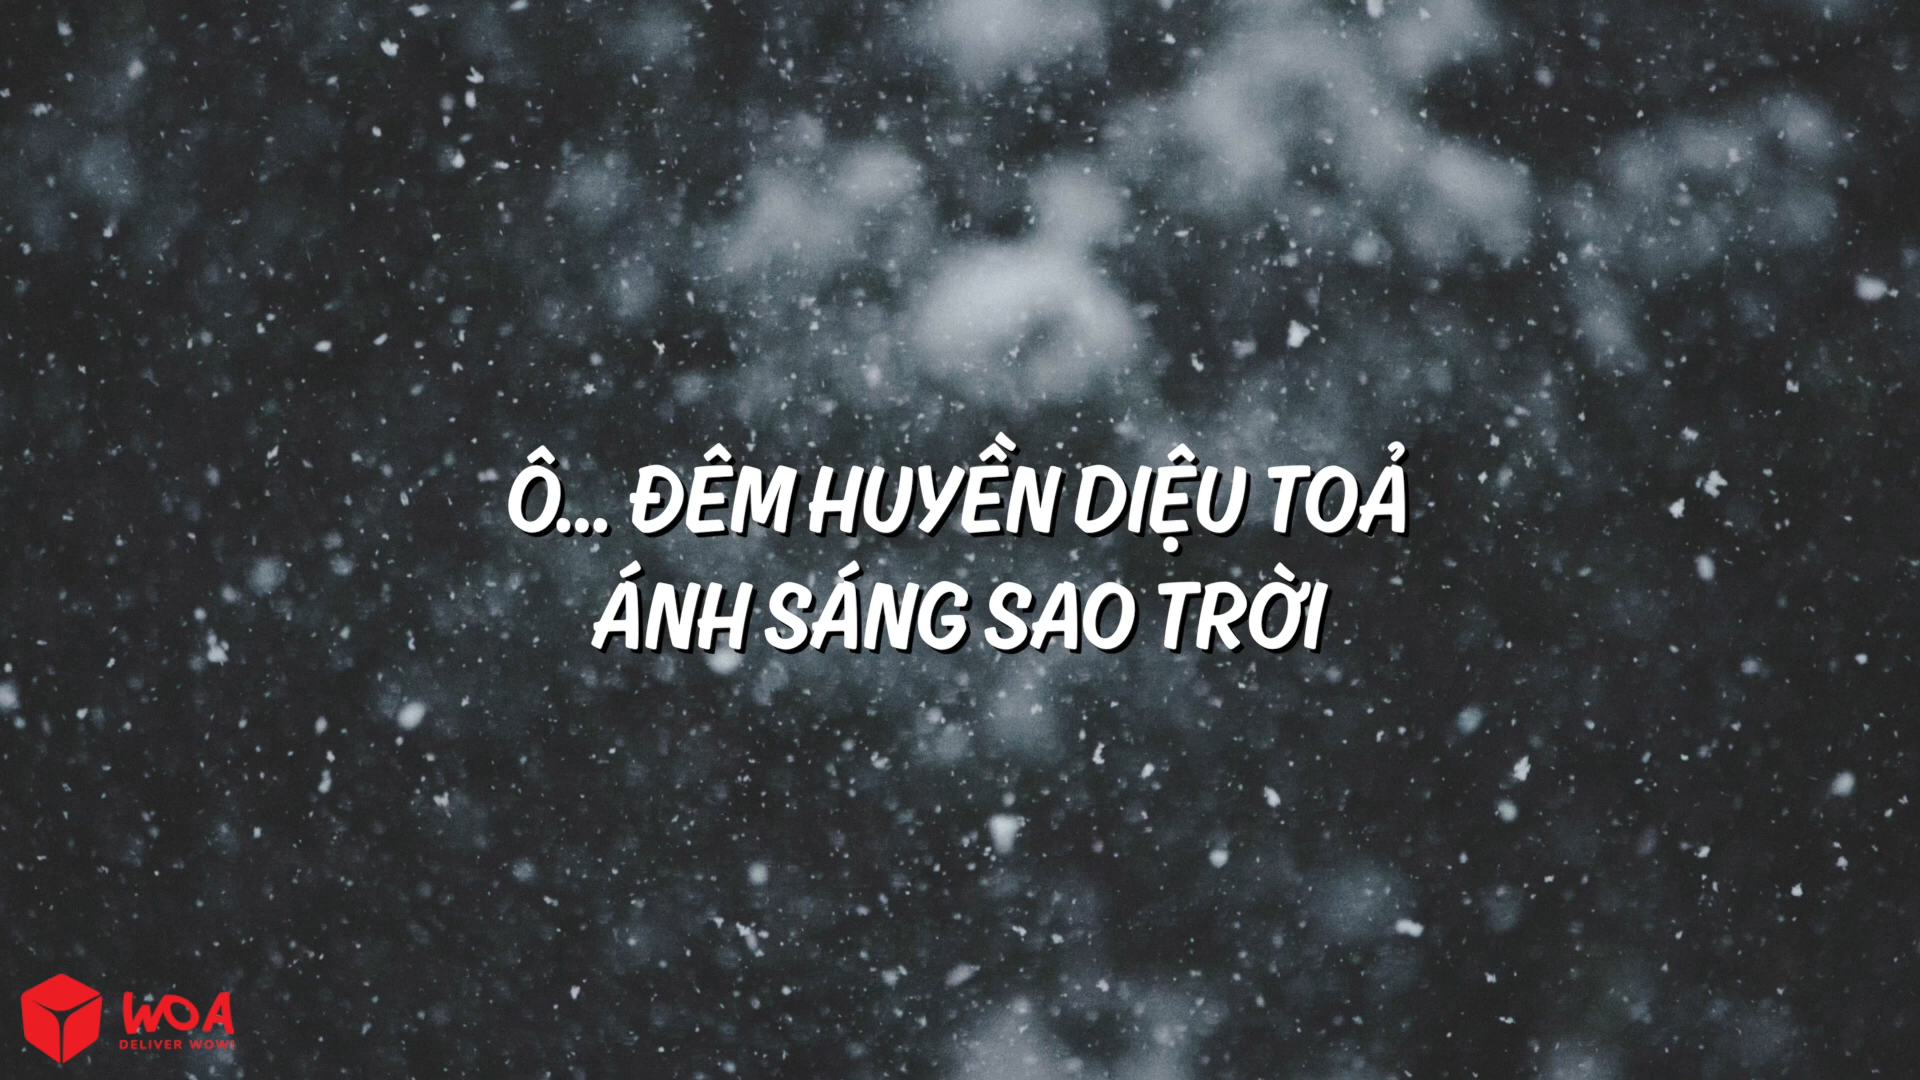 Ô... ĐÊM HUYỀN DIỆU TOẢ
ÁNH SÁNG SAO TRỜI
WOA
DELIVER WOW!